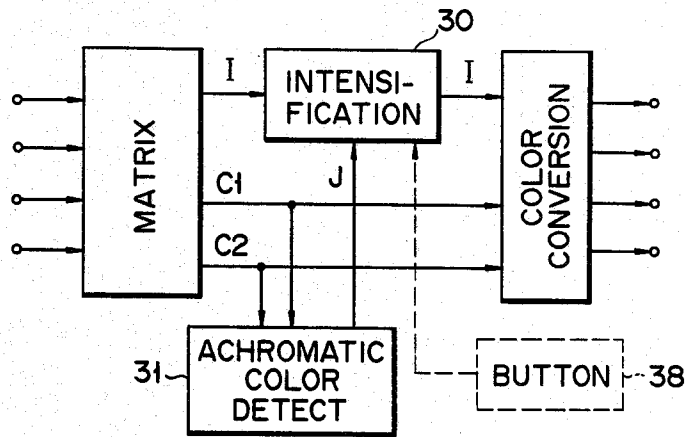 30
I
INTENSI-
FICATION
I
MATRIX
COLOR
CONVERSION
C1
J
C2
31
ACHROMATIC
COLOR
DETECT
BUTTON
38